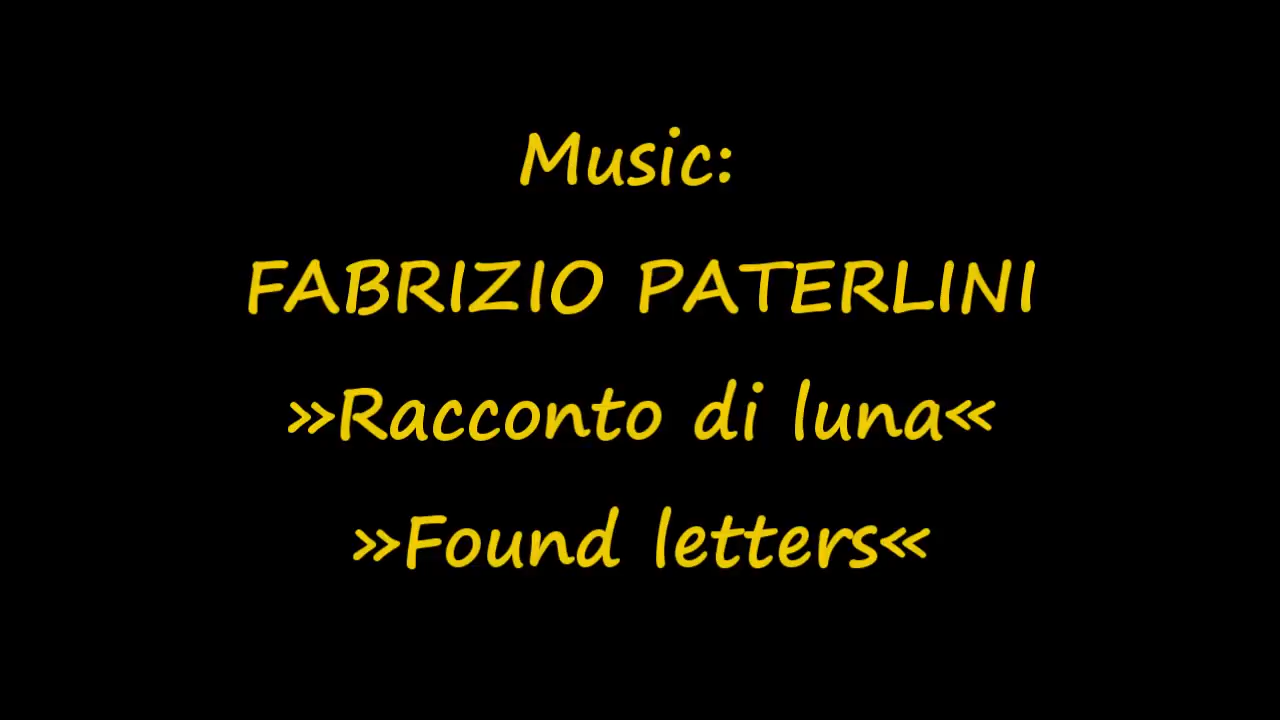 Music:
FABRIZIO PATERLINI
»Racconto di luna«
»Found letters«